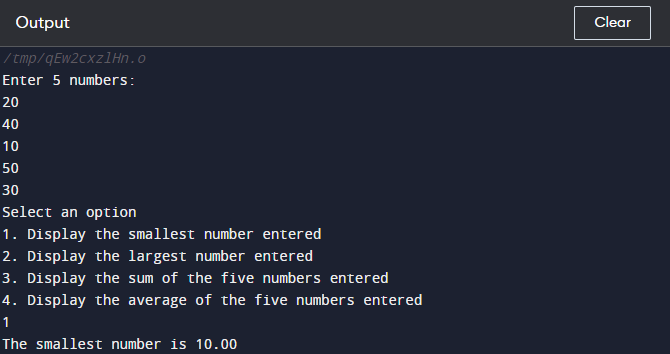 Output
Clear
/tmp/qEw2cxzlHn.o
Enter 5 numbers:
20
40
10
50
30
Select an option
1. Display the smallest number entered
2. Display the largest number entered
3. Display the sum of the five numbers entered
4. Display the average of the five numbers entered
1
The smallest number is 10.00